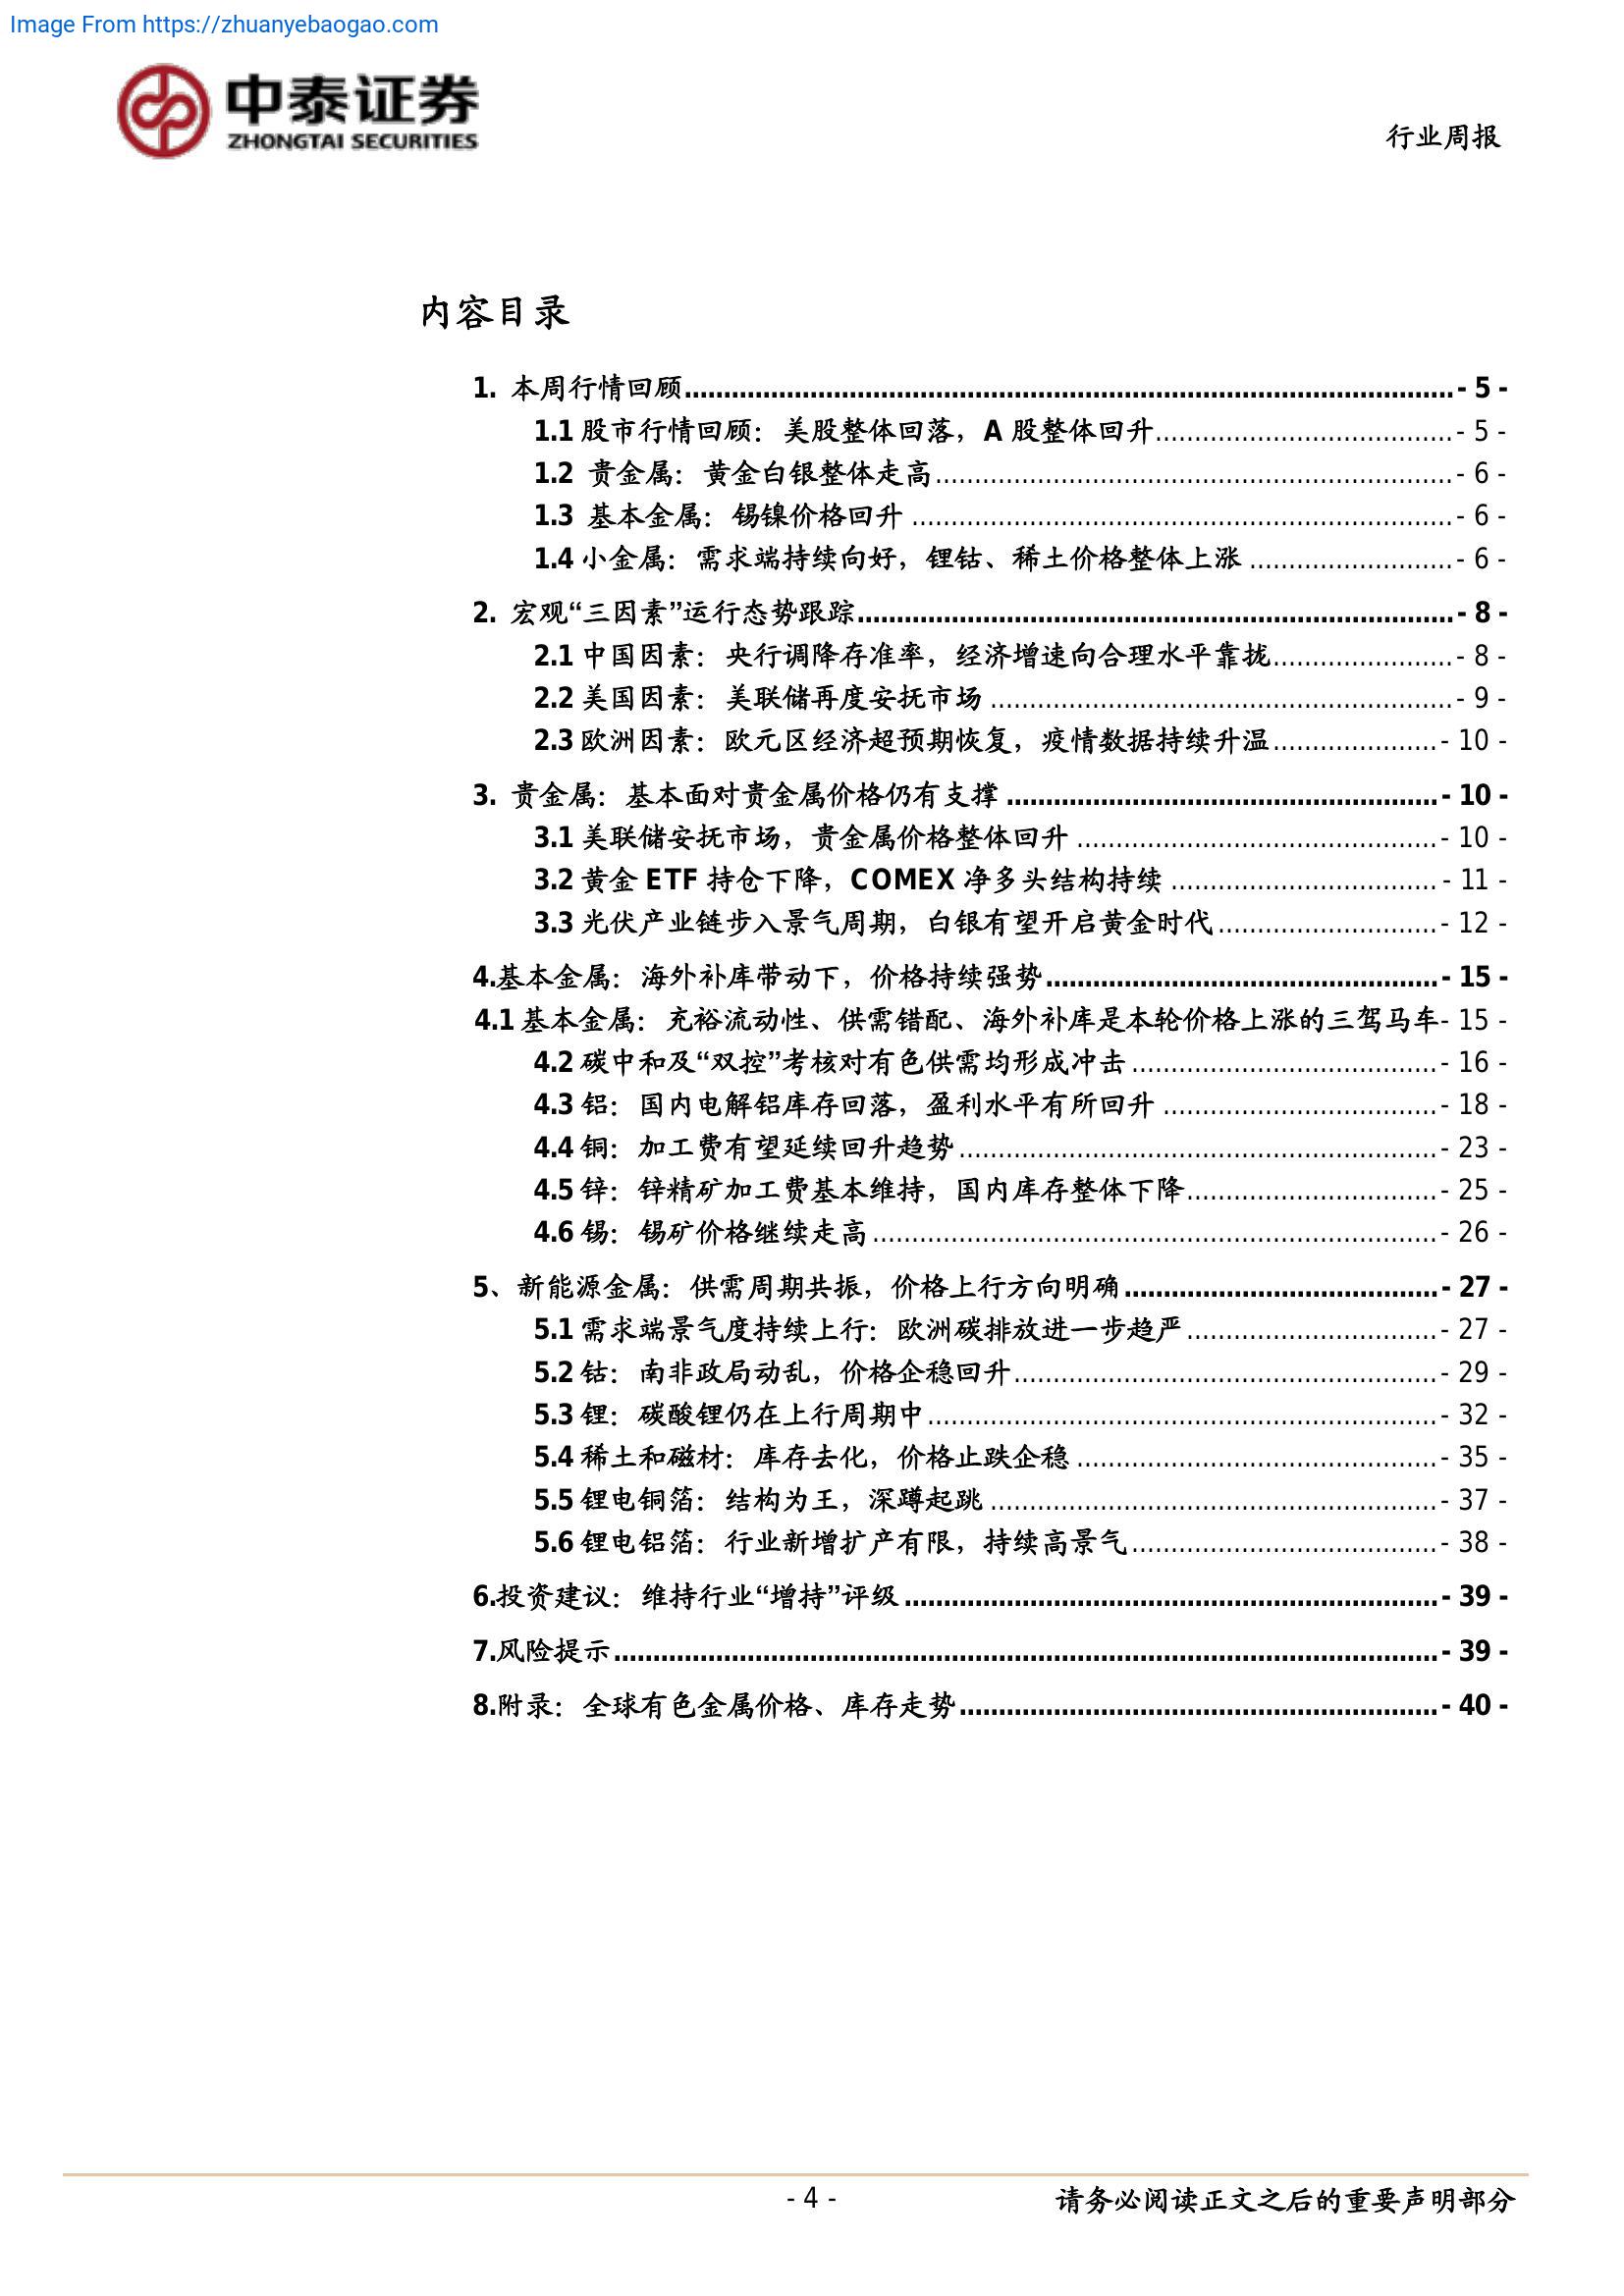 Image From https://zhuanyebaogao.com
中泰证券
ZHONGTAI SECURITIES
行业周报
内容目录
1. 本周行情回顾 - 5 -
1.1 股市行情回顾：美股整体回落，A 股整体回升 - 5 -
1.2 贵金属：黄金白银整体走高 - 6 -
1.3 基本金属：锡镍价格回升 - 6 -
1.4 小金属：需求端持续向好，锂钴、稀土价格整体上涨 - 6 -
2. 宏观“三因素”运行态势跟踪 - 8 -
2.1 中国因素：央行调降存准率，经济增速向合理水平靠拢 - 8 -
2.2 美国因素：美联储再度安抚市场 - 9 -
2.3 欧洲因素：欧元区经济超预期恢复，疫情数据持续升温 - 10 -
3. 贵金属：基本面对贵金属价格仍有支撑 - 10 -
3.1 美联储安抚市场，贵金属价格整体回升 - 10 -
3.2 黄金 ETF 持仓下降，COMEX 净多头结构持续 - 11 -
3.3 光伏产业链步入景气周期，白银有望开启黄金时代 - 12 -
4.基本金属：海外补库带动下，价格持续强势 - 15 -
4.1 基本金属：充裕流动性、供需错配、海外补库是本轮价格上涨的三驾马车 - 15 -
4.2 碳中和及“双控”考核对有色供需均形成冲击 - 16 -
4.3 铝：国内电解铝库存回落，盈利水平有所回升 - 18 -
4.4 铜：加工费有望延续回升趋势 - 23 -
4.5 锌：锌精矿加工费基本维持，国内库存整体下降 - 25 -
4.6 锡：锡矿价格继续走高 - 26 -
5、新能源金属：供需周期共振，价格上行方向明确 - 27 -
5.1 需求端景气度持续上行：欧洲碳排放进一步趋严 - 27 -
5.2 钴：南非政局动乱，价格企稳回升 - 29 -
5.3 锂：碳酸锂仍在上行周期中 - 32 -
5.4 稀土和磁材：库存去化，价格止跌企稳 - 35 -
5.5 锂电铜箔：结构为王，深蹲起跳 - 37 -
5.6 锂电铝箔：行业新增扩产有限，持续高景气 - 38 -
6.投资建议：维持行业“增持”评级 - 39 -
7.风险提示 - 39 -
8.附录：全球有色金属价格、库存走势 - 40 -
- 4 -
请务必阅读正文之后的重要声明部分